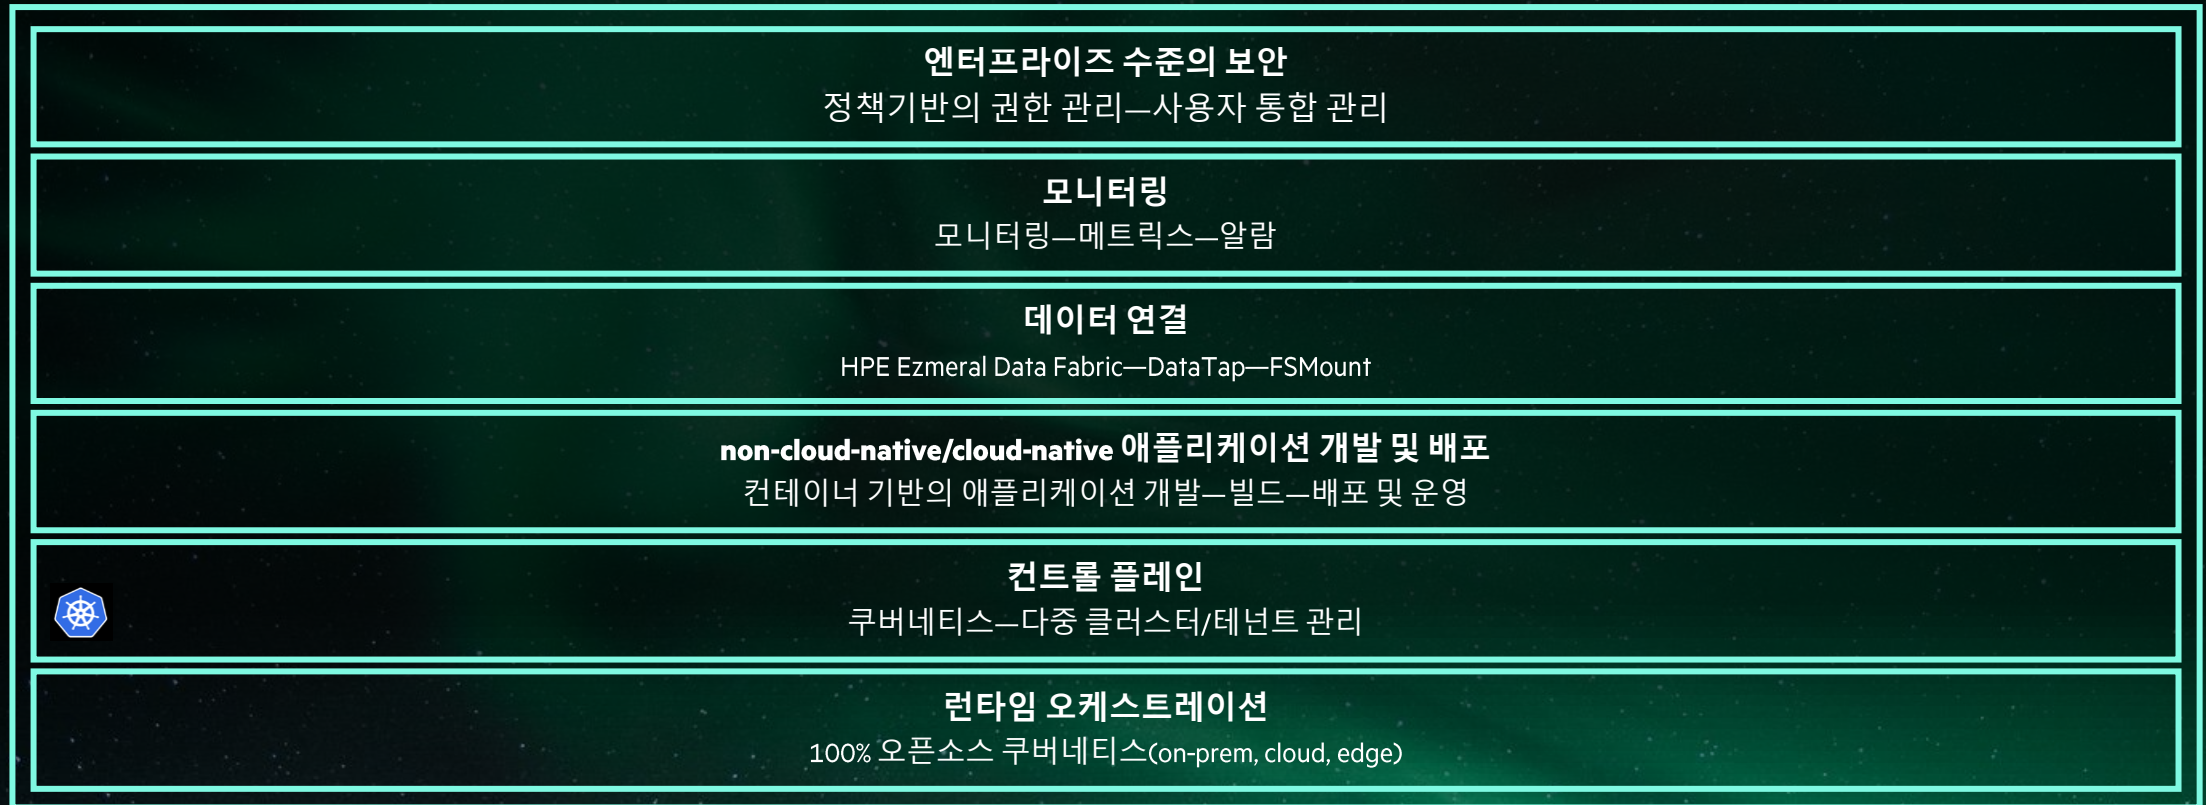 엔터프라이즈 수준의 보안
정책기반의 권한 관리—사용자 통합 관리
모니터링
모니터링—메트릭스—알람
데이터 연결
HPE Ezmeral Data Fabric—DataTap—FSMount
non-cloud-native/cloud-native 애플리케이션 개발 및 배포
컨테이너 기반의 애플리케이션 개발—빌드—배포 및 운영
컨트롤 플레인
쿠버네티스—다중 클러스터/테넌트 관리
런타임 오케스트레이션
100% 오픈소스 쿠버네티스(on-prem, cloud, edge)